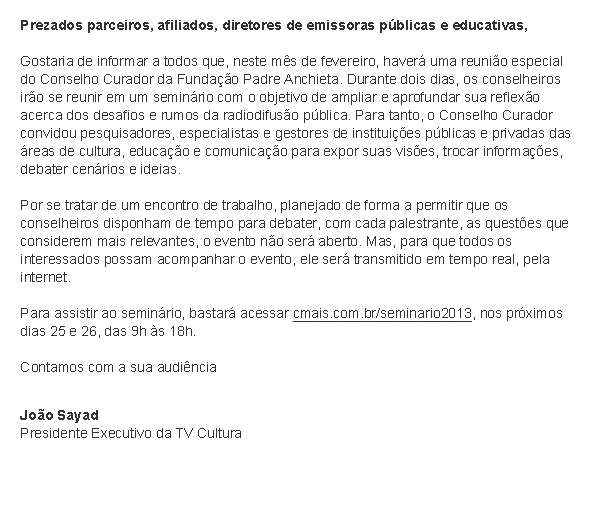 Prezados parceiros, afiliados, diretores de emissoras públicas e educativas,
Gostaria de informar a todos que, neste mês de fevereiro, haverá uma reunião especial
do Conselho Curador da Fundação Padre Anchieta. Durante dois dias, os conselheiros
irão se reunir em um seminário com o objetivo de ampliar e aprofundar sua reflexão
acerca dos desafios e rumos da radiodifusão pública. Para tanto, o Conselho Curador
convidou pesquisadores, especialistas e gestores de instituições públicas e privadas das
áreas de cultura, educação e comunicação para expor suas visões, trocar informações,
debater cenários e ideias.
Por se tratar de um encontro de trabalho, planejado de forma a permitir que os
conselheiros disponham de tempo para debater, com cada palestrante, as questões que
considerem mais relevantes, o evento não será aberto. Mas, para que todos os
interessados possam acompanhar o evento, ele será transmitido em tempo real, pela
internet.
Para assistir ao seminário, bastará acessar cmais.com.br/seminario2013, nos próximos
dias 25 e 26, das 9h às 18h.
Contamos com a sua audiência
João Sayad
Presidente Executivo da TV Cultura